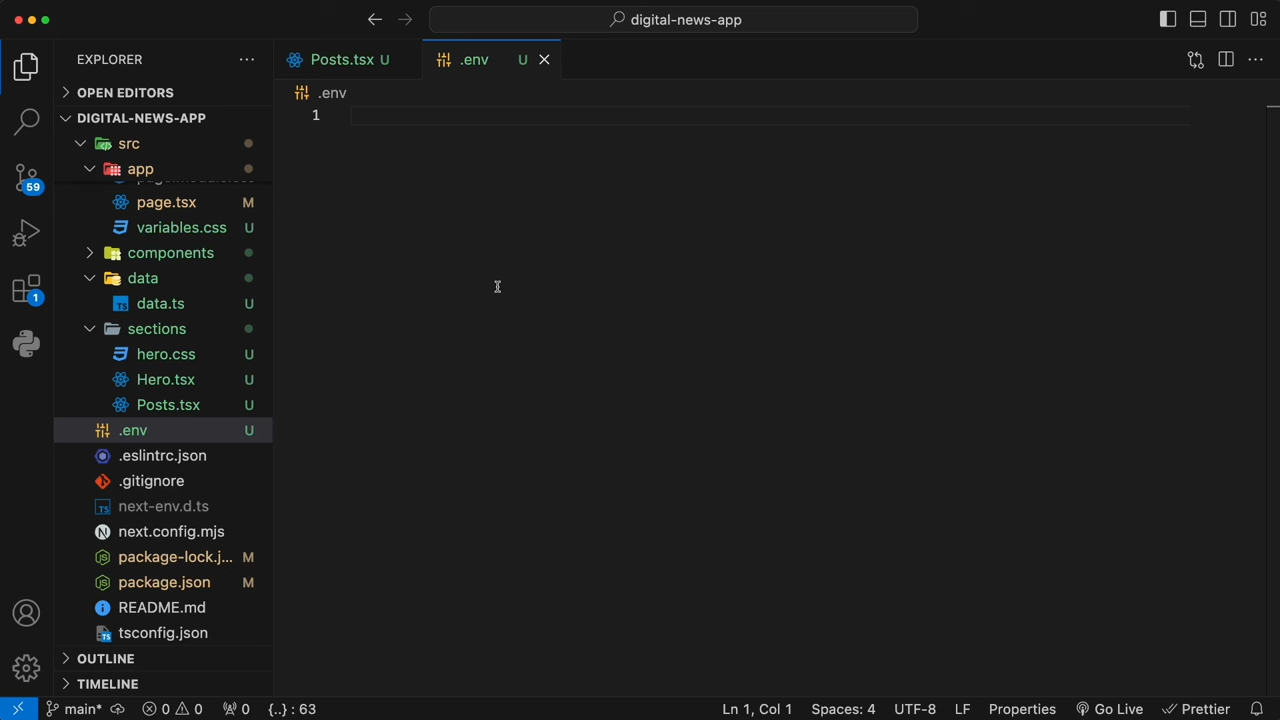 digital-news-app
EXPLORER
Posts.tsx U
.env U
OPEN EDITORS
.env
DIGITAL-NEWS-APP
1
src
app
page.tsx M
variables.css U
components
data
data.ts U
sections
hero.css U
Hero.tsx U
Posts.tsx U
.env U
.eslintrc.json
.gitignore
next-env.d.ts
next.config.mjs
package-lock.j... M
package.json M
README.md
tsconfig.json
OUTLINE
TIMELINE
59
1
main* 0 0 0 {..} : 63 Ln 1, Col 1 Spaces: 4 UTF-8 LF Properties Go Live Prettier